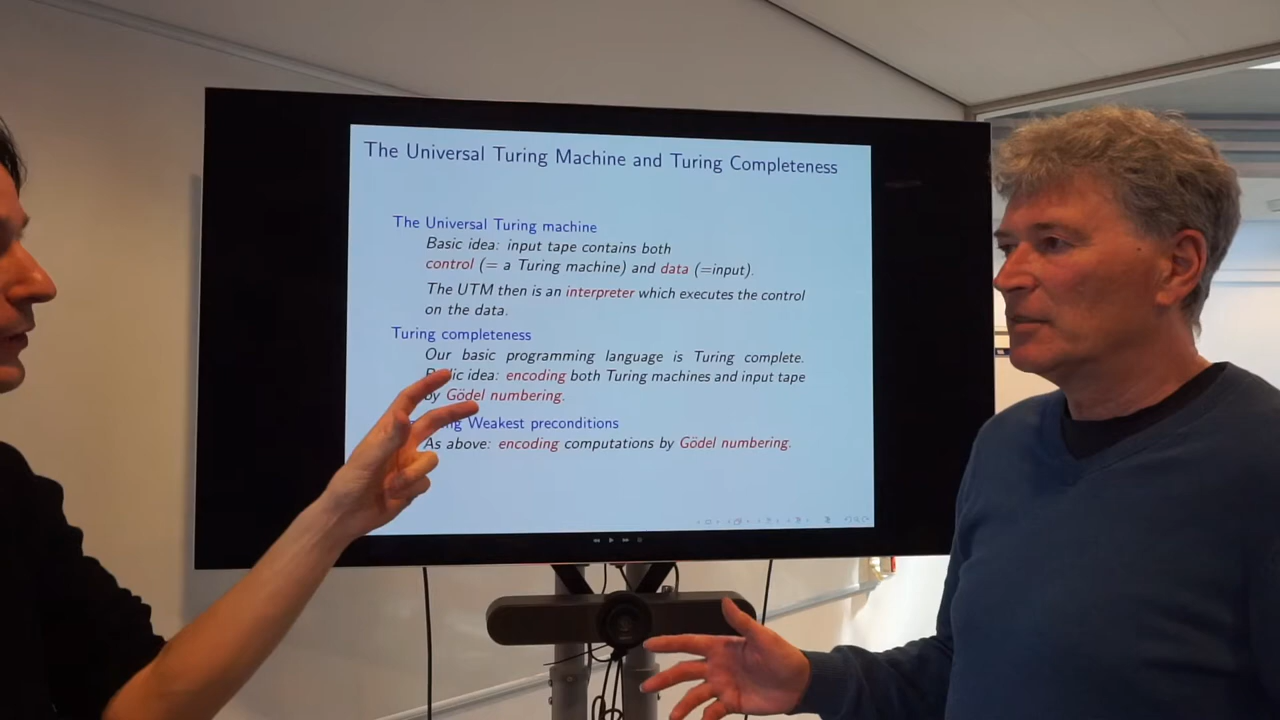 The Universal Turing Machine and Turing Completeness
The Universal Turing machine
Basic idea: input tape contains both
control (= a Turing machine) and data (=input).
The UTM then is an interpreter which executes the control
on the data.
Turing completeness
Our basic programming language is Turing complete.
idea: encoding both Turing machines and input tape
by Gödel numbering.
Weakest preconditions
As above: encoding computations by Gödel numbering.